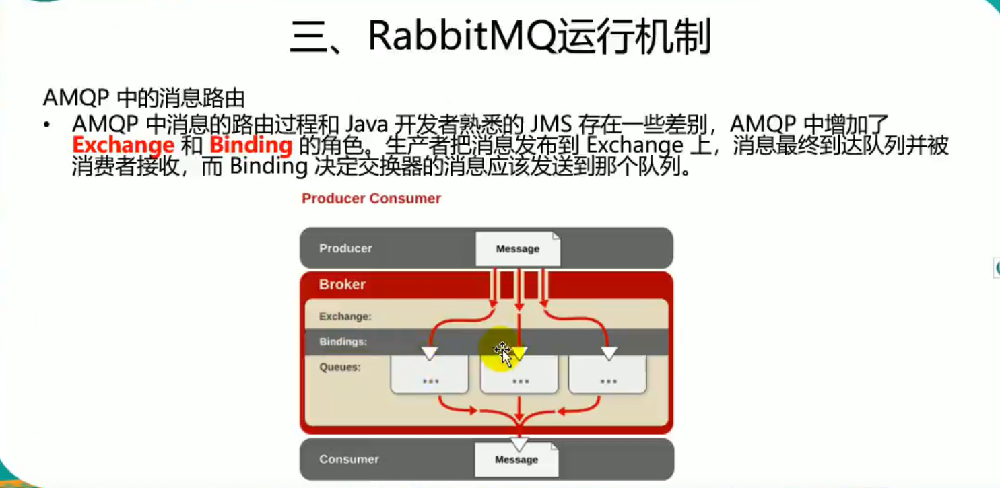 三、RabbitMQ运行机制
AMQP 中的消息路由
• AMQP 中消息的路由过程和 Java 开发者熟悉的 JMS 存在一些差别，AMQP 中增加了
Exchange 和 Binding 的角色。生产者把消息发布到 Exchange 上，消息最终到达队列并被
消费者接收，而 Binding 决定交换器的消息应该发送到那个队列。
Producer Consumer
Producer
Message
Broker
Exchange:
Bindings:
Queues:
...
...
...
Consumer
Message